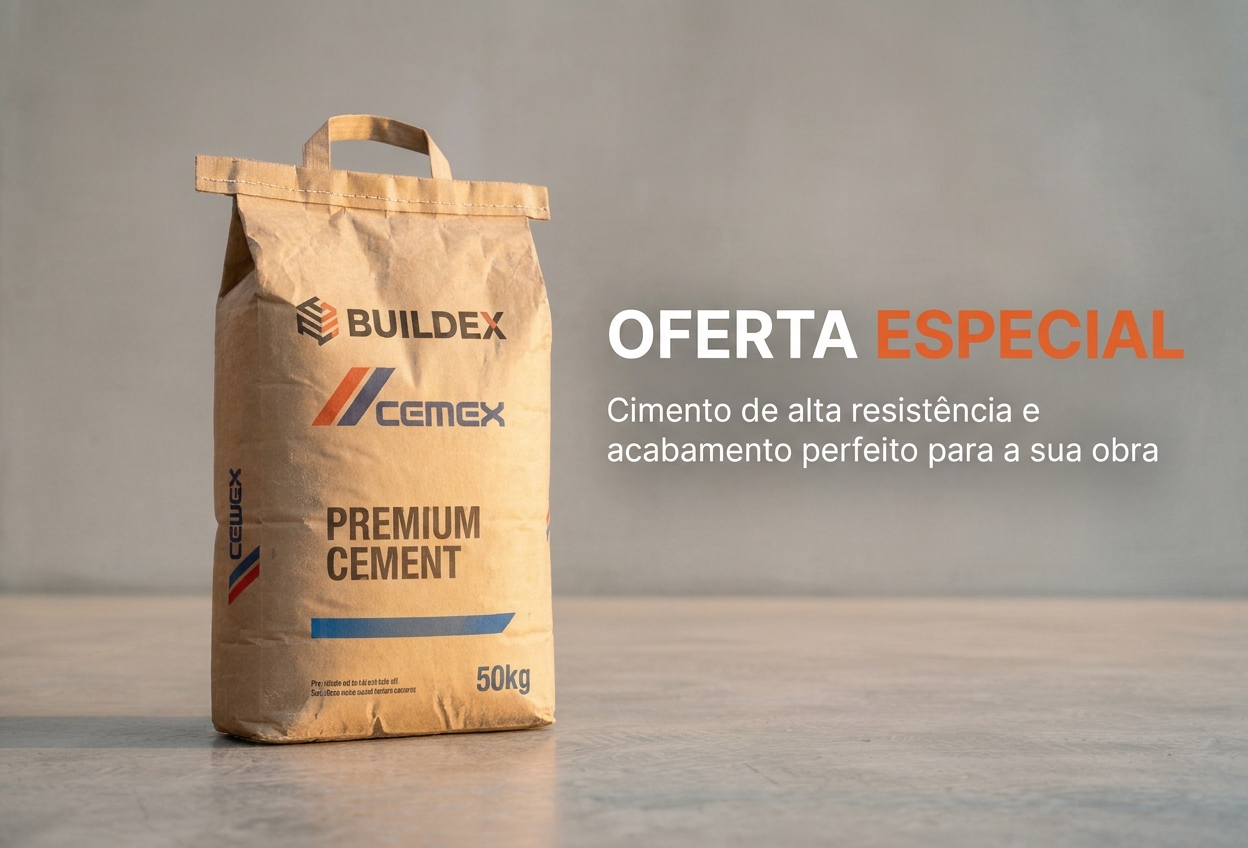 BUILDEX
CEMEX
CEMEX
PREMIUM
CEMENT
50kg
OFERTA ESPECIAL
Cimento de alta resistência e
acabamento perfeito para a sua obra